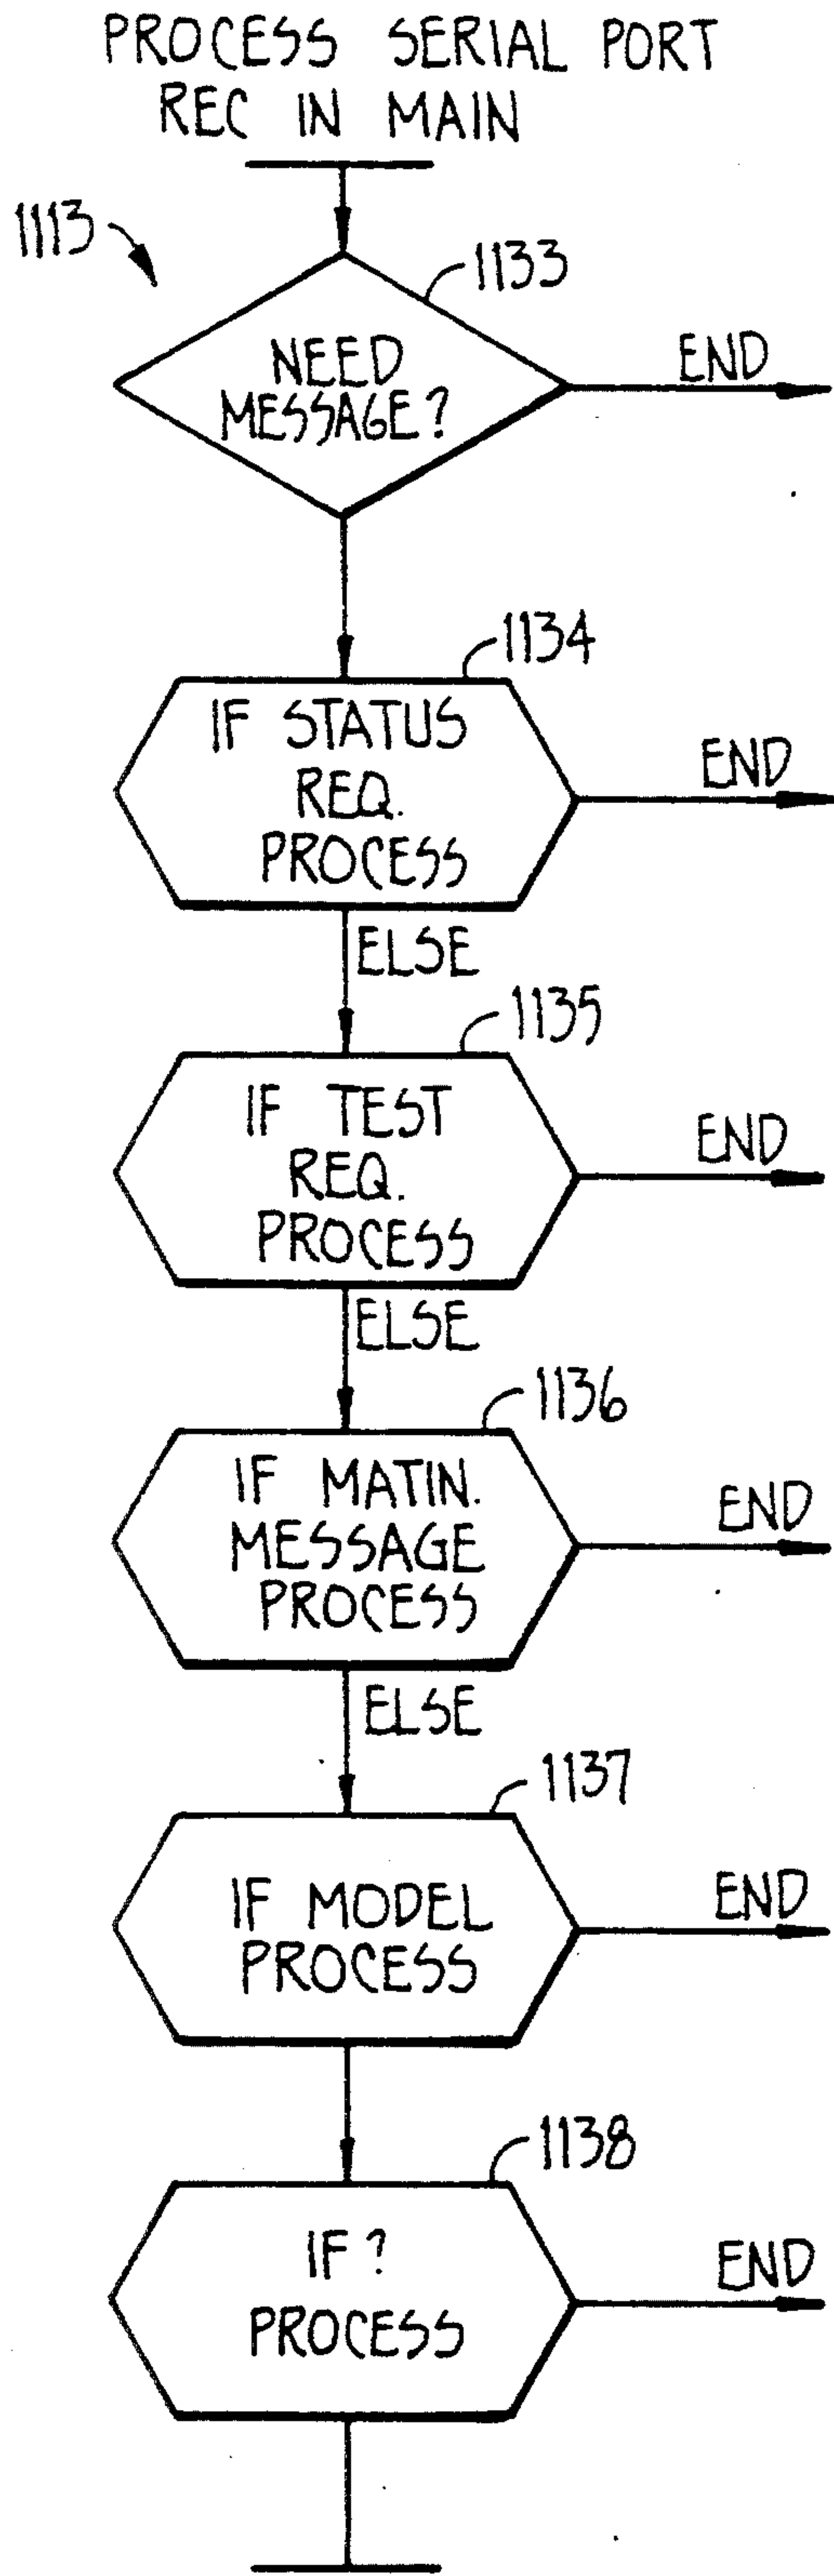 PROCESS SERIAL PORT
REC IN MAIN
1113
1133
NEED
MESSAGE?
END
1134
IF STATUS
REQ.
PROCESS
END
ELSE
1135
IF TEST
REQ.
PROCESS
END
ELSE
1136
IF MATIN.
MESSAGE
PROCESS
END
ELSE
1137
IF MODEL
PROCESS
END
1138
IF ?
PROCESS
END